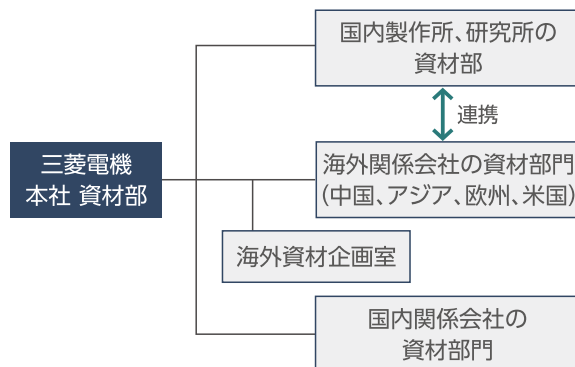 国内製作所、研究所の
資材部
連携
三菱電機
本社 資材部
海外関係会社の資材部門
(中国、アジア、欧州、米国)
海外資材企画室
国内関係会社の
資材部門